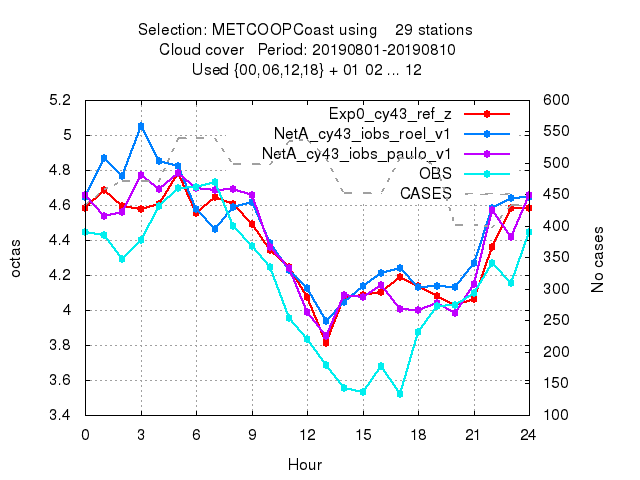 Selection: METCOOPCoast using    29 stations
Cloud cover   Period: 20190801-20190810
Used {00,06,12,18} + 01 02 ... 12
5.2 600
Exp0_cy43_ref_z
5 550
NetA_cy43_iobs_roel_v1
NetA_cy43_iobs_paulo_v1
4.8 500
OBS
CASES
4.6 450
400
4.4
350
4.2 300
4
250
3.8 200
3.6 150
3.4 100
octas
No cases
0 3 6 9 12 15 18 21 24
Hour